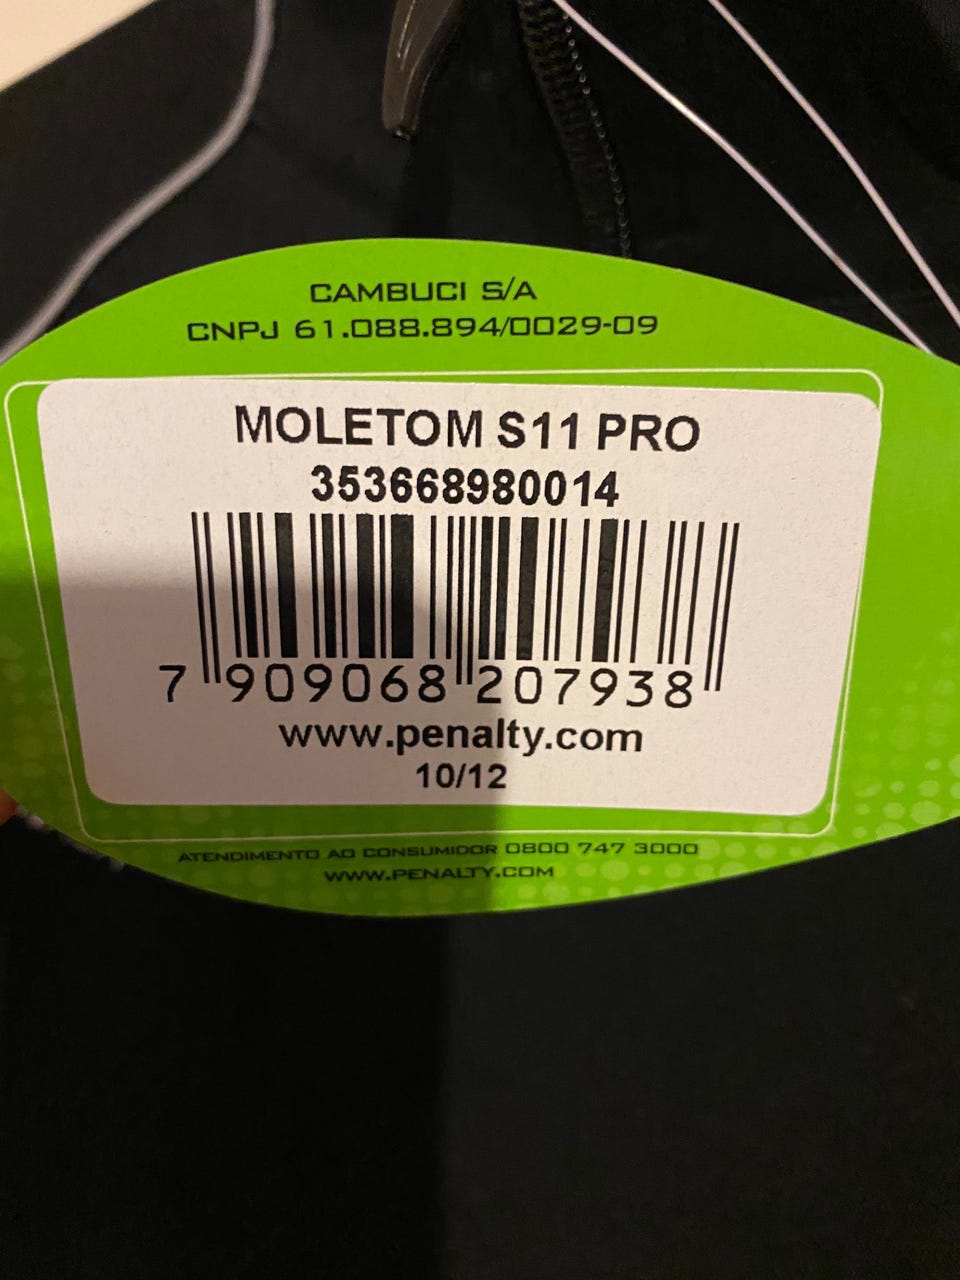 CAMBUCI S/A
CNPJ 61.088.894/0029-09
MOLETOM S11 PRO
353668980014
7 909068 207938
www.penalty.com
10/12
ATENDIMENTO AO CONSUMIDOR 0800 747 3000
WWW.PENALTY.COM